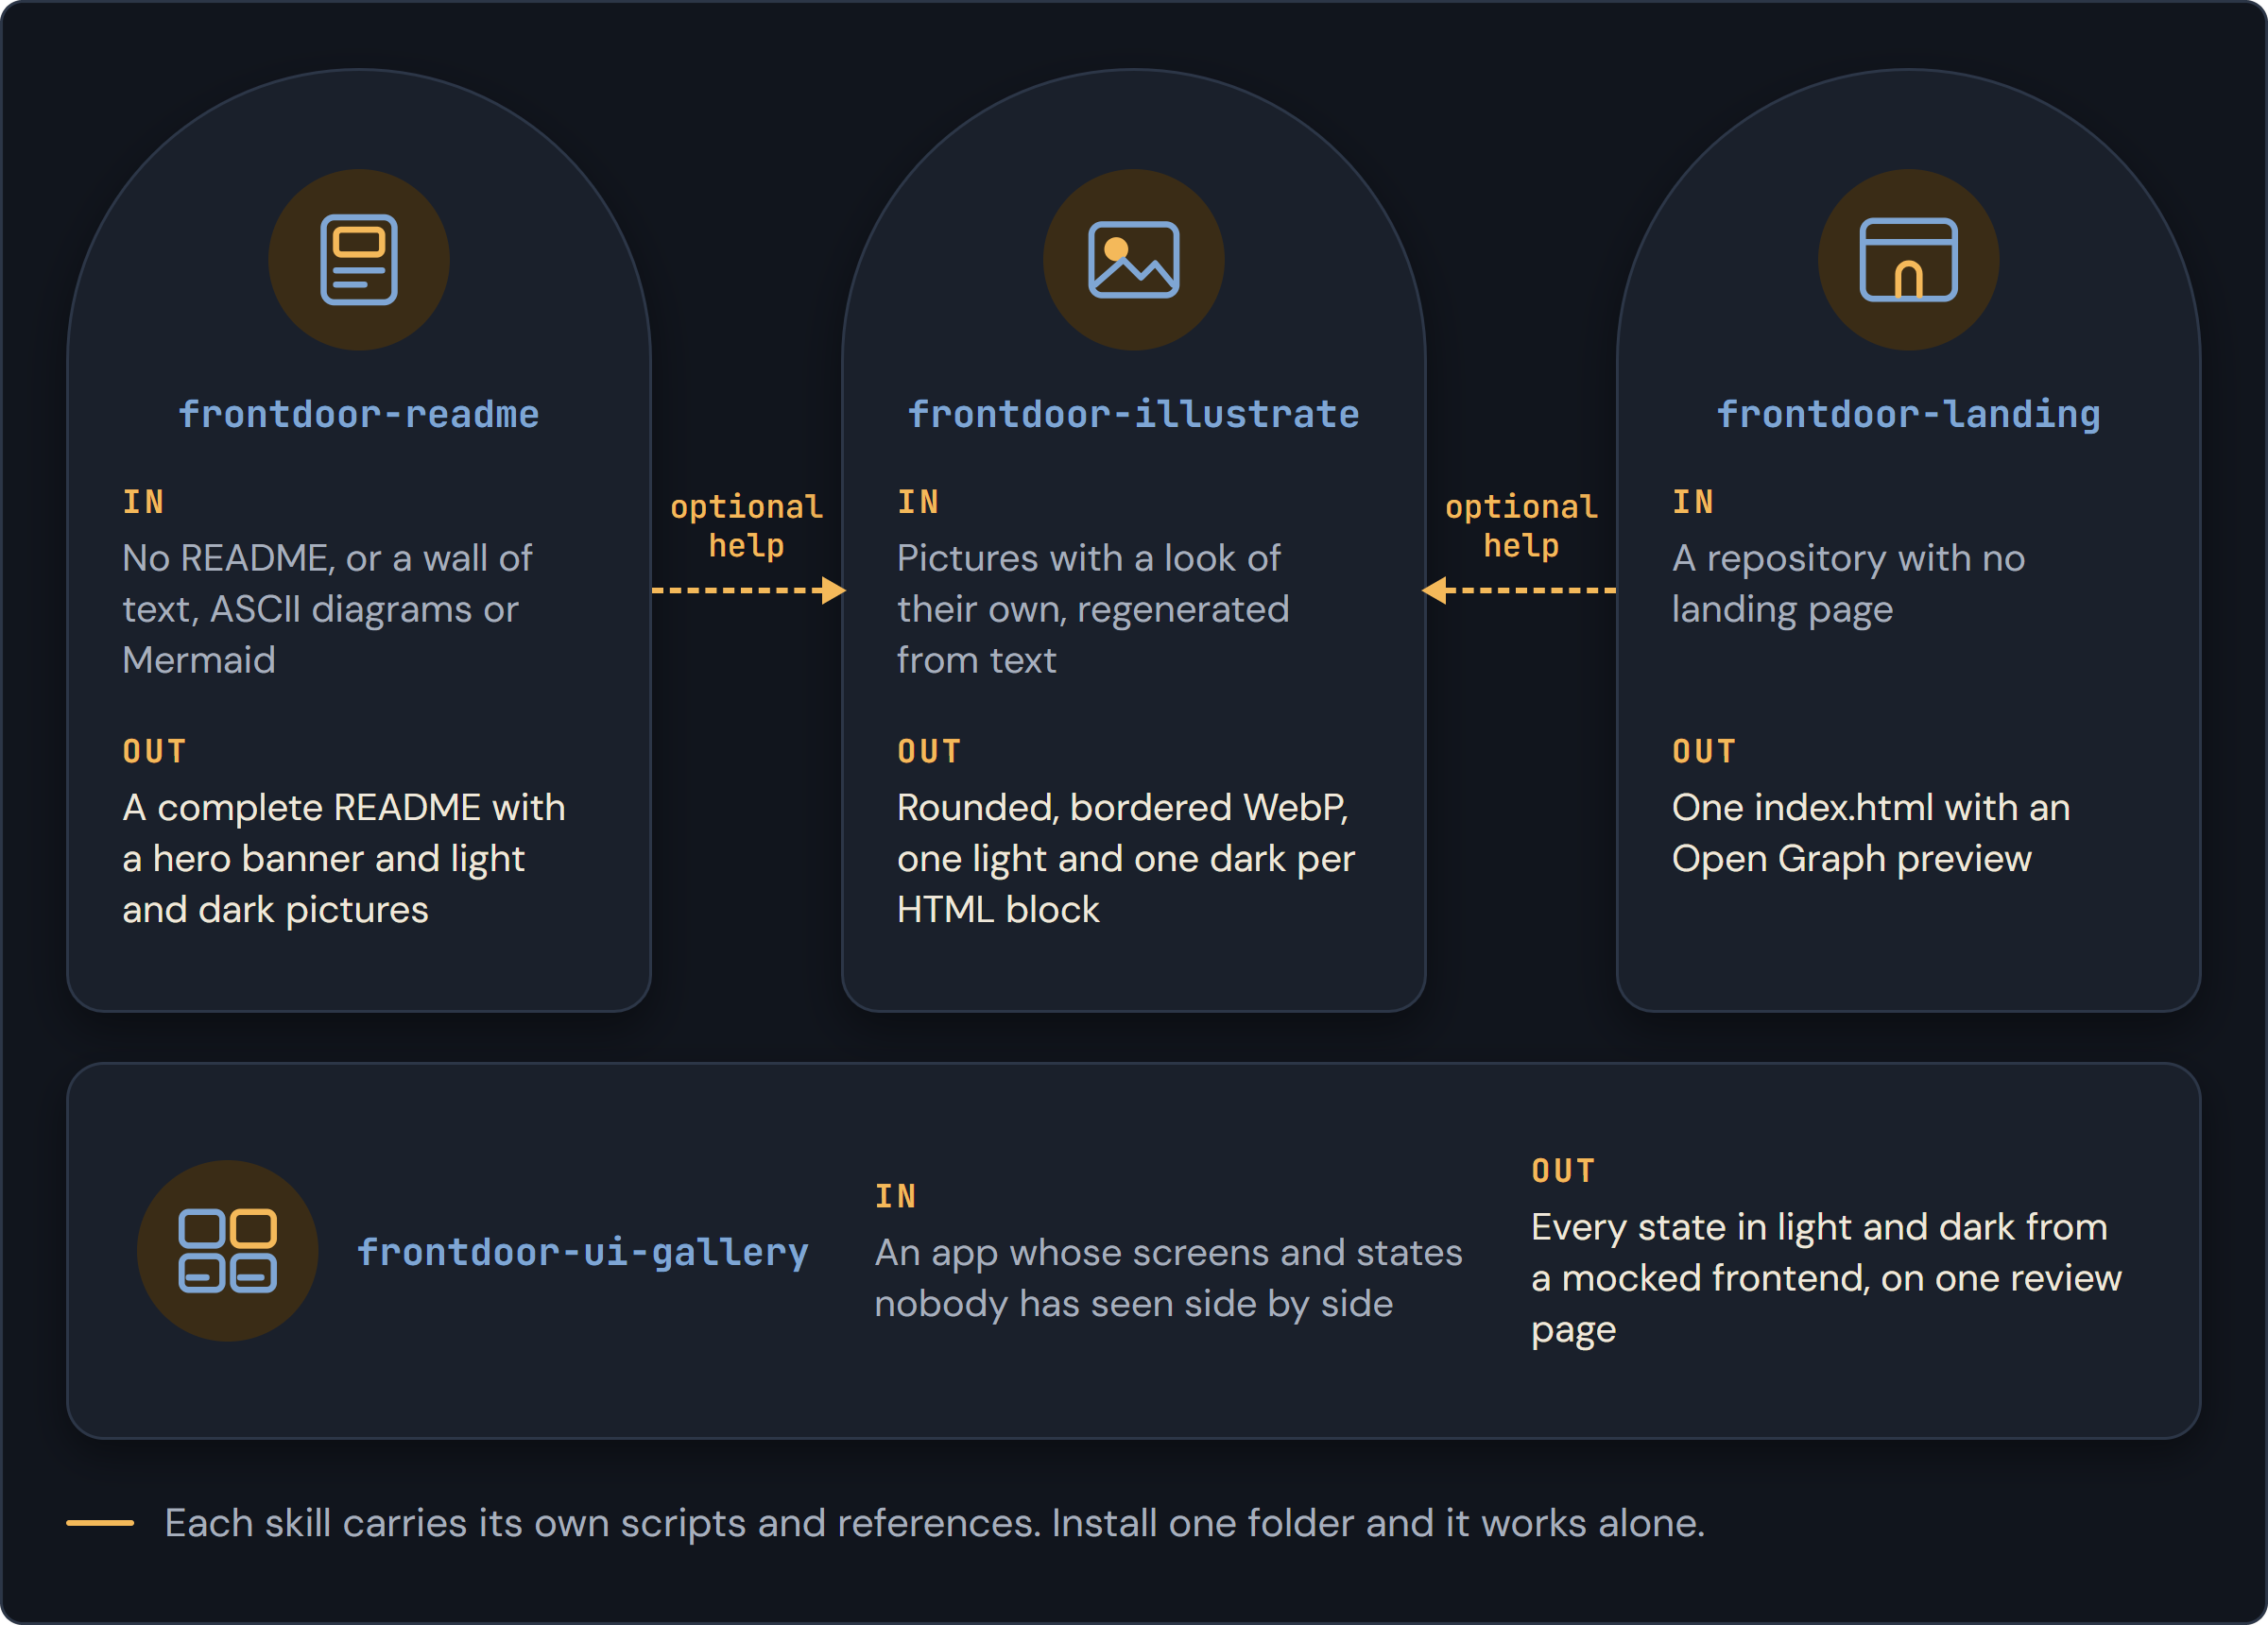 frontdoor-readme
IN
No README, or a wall of
text, ASCII diagrams or
Mermaid
OUT
A complete README with
a hero banner and light
and dark pictures
optional
help
frontdoor-illustrate
IN
Pictures with a look of
their own, regenerated
from text
OUT
Rounded, bordered WebP,
one light and one dark per
HTML block
optional
help
frontdoor-landing
IN
A repository with no
landing page
OUT
One index.html with an
Open Graph preview
frontdoor-ui-gallery
IN
An app whose screens and states
nobody has seen side by side
OUT
Every state in light and dark from
a mocked frontend, on one review
page
Each skill carries its own scripts and references. Install one folder and it works alone.